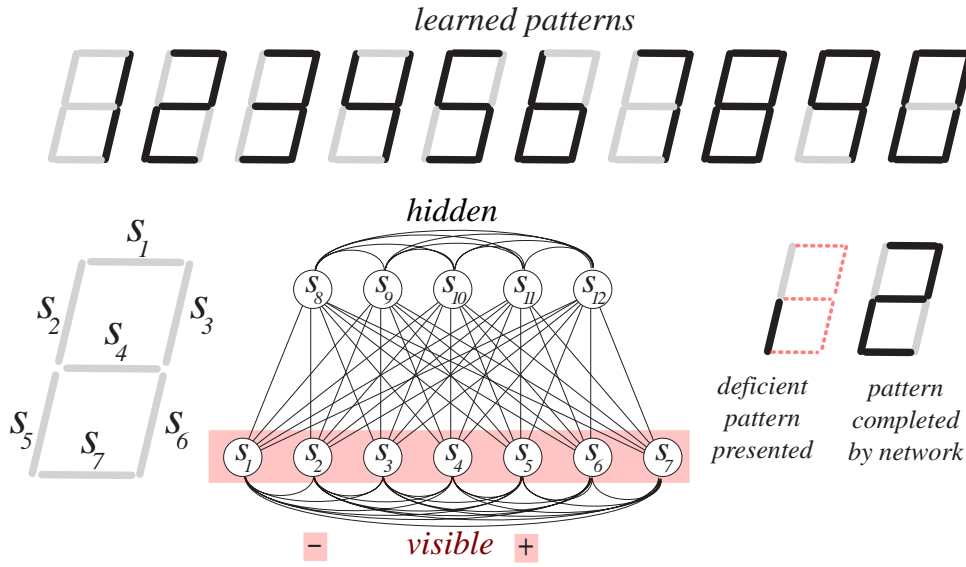 learned patterns
hidden
S1
S2
S3
S4
S5
S6
S7
S8
S9
S10
S11
S12
S1
S2
S3
S4
S5
S6
S7
deficient
pattern
presented
pattern
completed
by network
-
visible
+